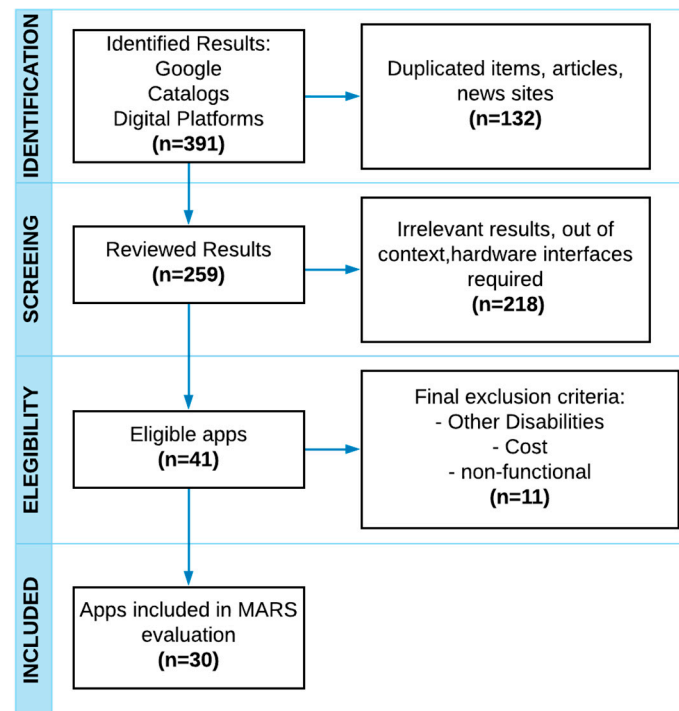 IDENTIFICATION
Identified Results:
Google
Catalogs
Digital Platforms
(n=391)
Duplicated items, articles,
news sites
(n=132)
SCREEING
Reviewed Results
(n=259)
Irrelevant results, out of
context,hardware interfaces
required
(n=218)
ELEGIBILITY
Eligible apps
(n=41)
Final exclusion criteria:
- Other Disabilities
- Cost
- non-functional
(n=11)
INCLUDED
Apps included in MARS
evaluation
(n=30)